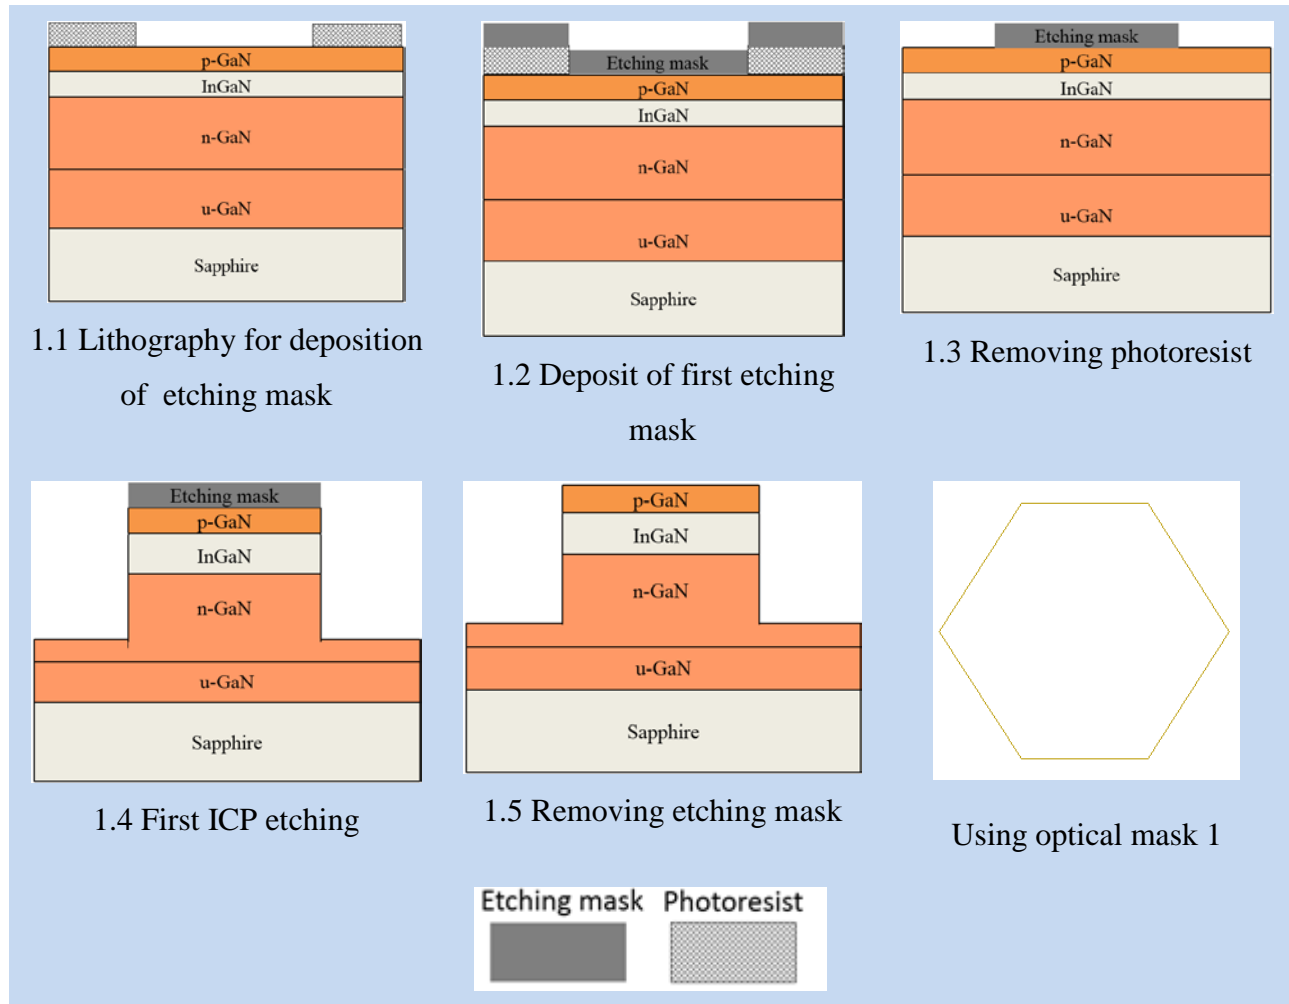 p-GaN
InGaN
n-GaN
u-GaN
Sapphire
1.1 Lithography for deposition
of etching mask
Etching mask
p-GaN
InGaN
n-GaN
u-GaN
Sapphire
1.2 Deposit of first etching
mask
Etching mask
p-GaN
InGaN
n-GaN
u-GaN
Sapphire
1.3 Removing photoresist
Etching mask
p-GaN
InGaN
n-GaN
u-GaN
Sapphire
1.4 First ICP etching
p-GaN
InGaN
n-GaN
u-GaN
Sapphire
1.5 Removing etching mask
Using optical mask 1
Etching mask
Photoresist